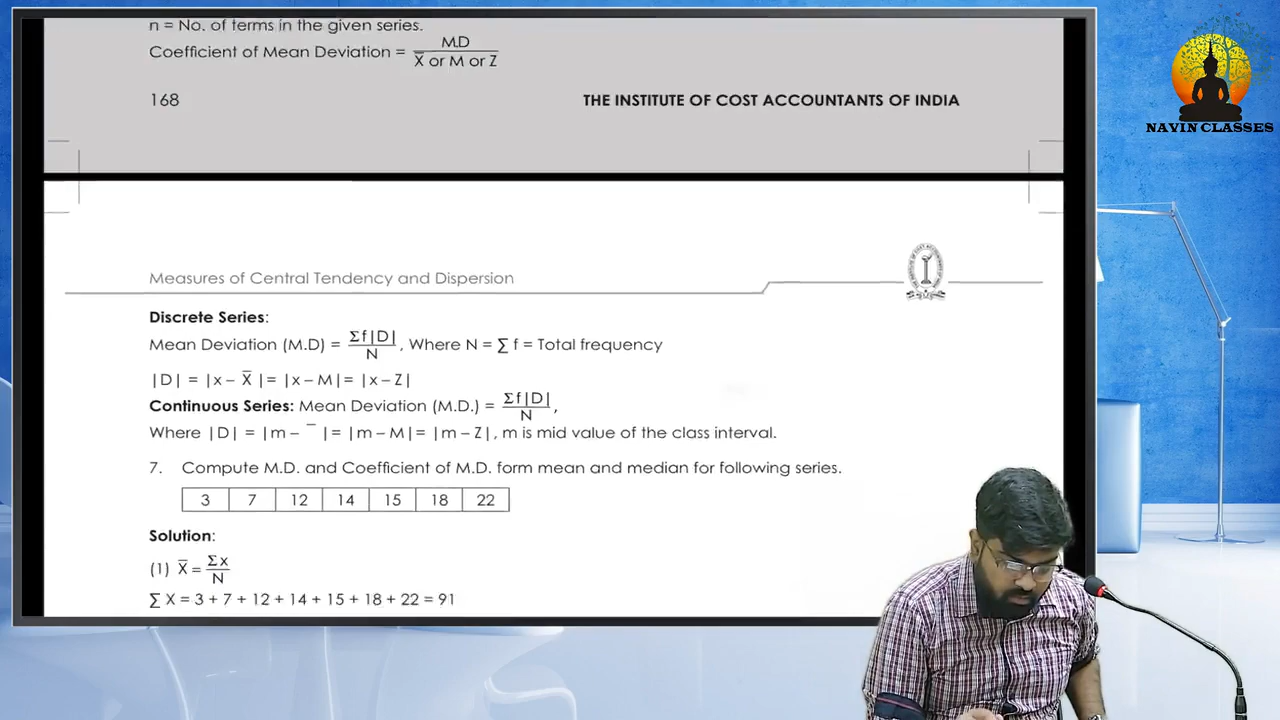 n = No. of terms in the given series.
Coefficient of Mean Deviation = M.D / X̄ or M or Z
168 THE INSTITUTE OF COST ACCOUNTANTS OF INDIA
NAVIN CLASSES
Measures of Central Tendency and Dispersion
Discrete Series:
Mean Deviation (M.D) = Σf|D| / N, Where N = ∑ f = Total frequency
|D| = |x – X̄ |= |x – M|= |x – Z|
Continuous Series: Mean Deviation (M.D.) = Σf|D| / N,
Where |D| = |m – ¯ |= |m – M|= |m – Z|, m is mid value of the class interval.
7. Compute M.D. and Coefficient of M.D. form mean and median for following series.
3 7 12 14 15 18 22
Solution:
(1) X̄ = Σx / N
∑ X = 3 + 7 + 12 + 14 + 15 + 18 + 22 = 91